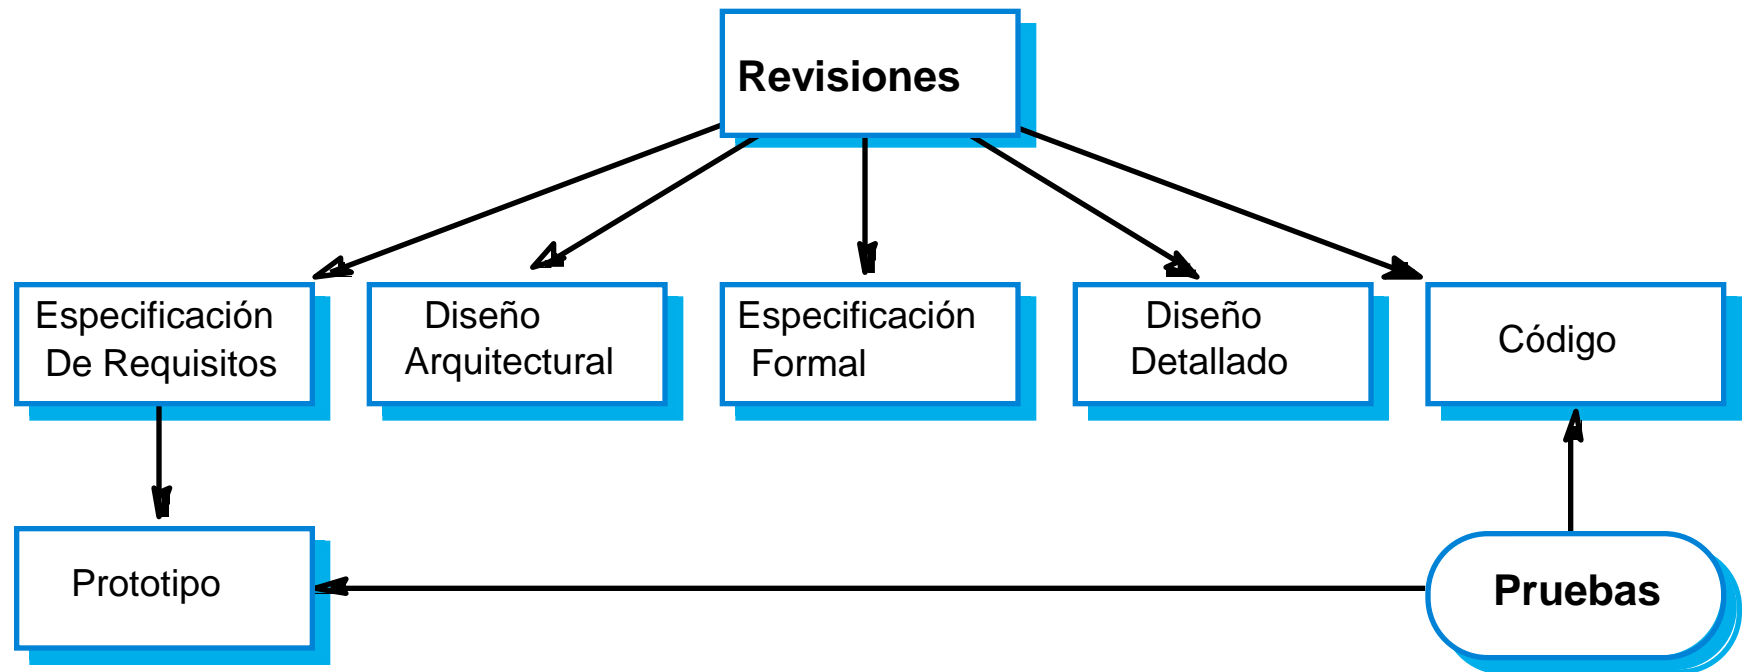 Revisiones
Especificación
De Requisitos
Diseño
Arquitectural
Especificación
Formal
Diseño
Detallado
Código
Prototipo
Pruebas